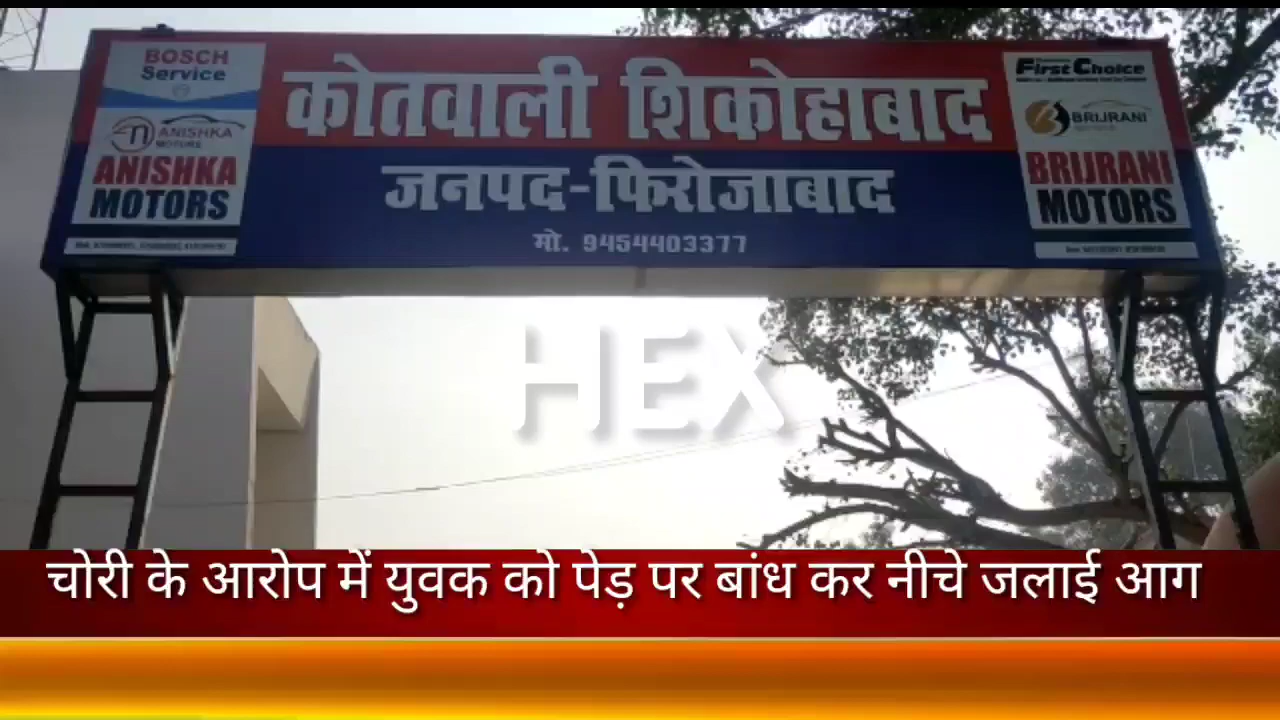 BOSCH
Service
ANISHKA
MOTORS
ANISHKA
MOTORS
कोतवाली शिकोहाबाद
जनपद-फिरोजाबाद
मो. 9454403377
First Choice
BRIJRANI
BRIJRANI
MOTORS
HEX
चोरी के आरोप में युवक को पेड़ पर बांध कर नीचे जलाई आग